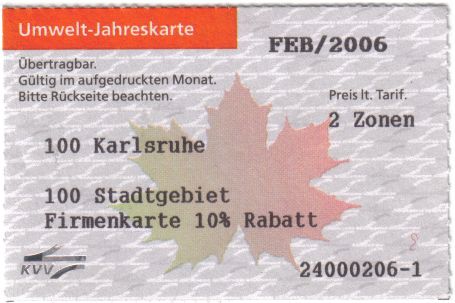 Umwelt-Jahreskarte
FEB/2006
Übertragbar.
Gültig im aufgedruckten Monat.
Bitte Rückseite beachten.
Preis lt. Tarif.
2 Zonen
100 Karlsruhe
100 Stadtgebiet
Firmenkarte 10% Rabatt
KVV
24000206-1